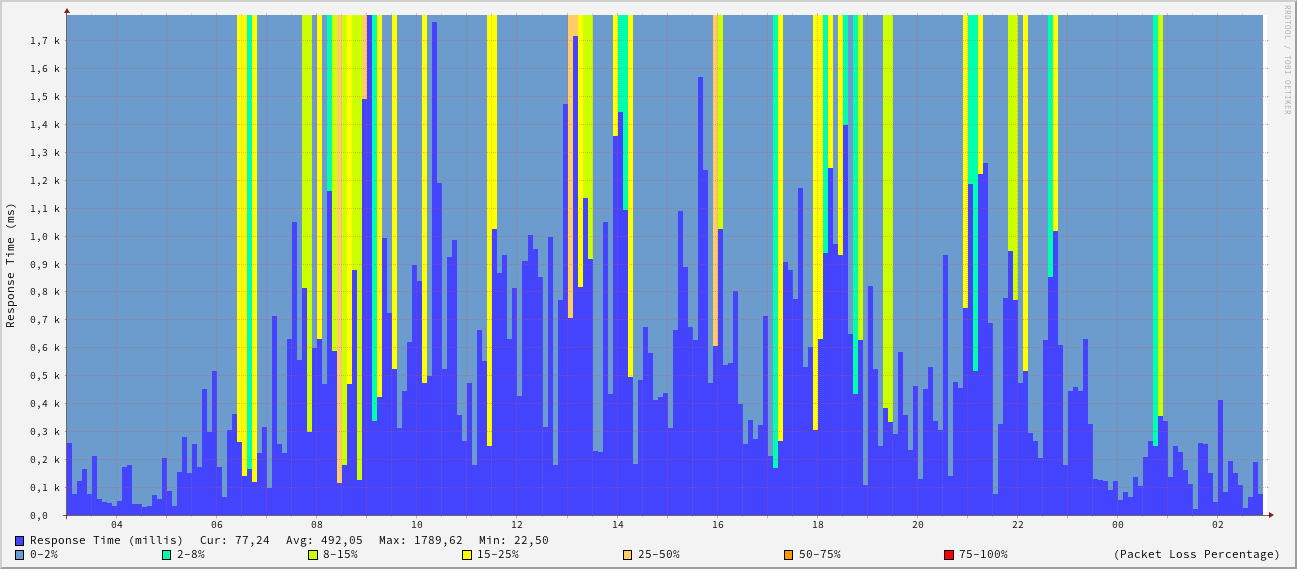 RRDTOOL / TOBI OETIKER
Response Time (ms)
1,7 k
1,6 k
1,5 k
1,4 k
1,3 k
1,2 k
1,1 k
1,0 k
0,9 k
0,8 k
0,7 k
0,6 k
0,5 k
0,4 k
0,3 k
0,2 k
0,1 k
0,0
04 06 08 10 12 14 16 18 20 22 00 02
Response Time (millis) Cur: 77,24 Avg: 492,05 Max: 1789,62 Min: 22,50
0-2% 2-8% 8-15% 15-25% 25-50% 50-75% 75-100% (Packet Loss Percentage)